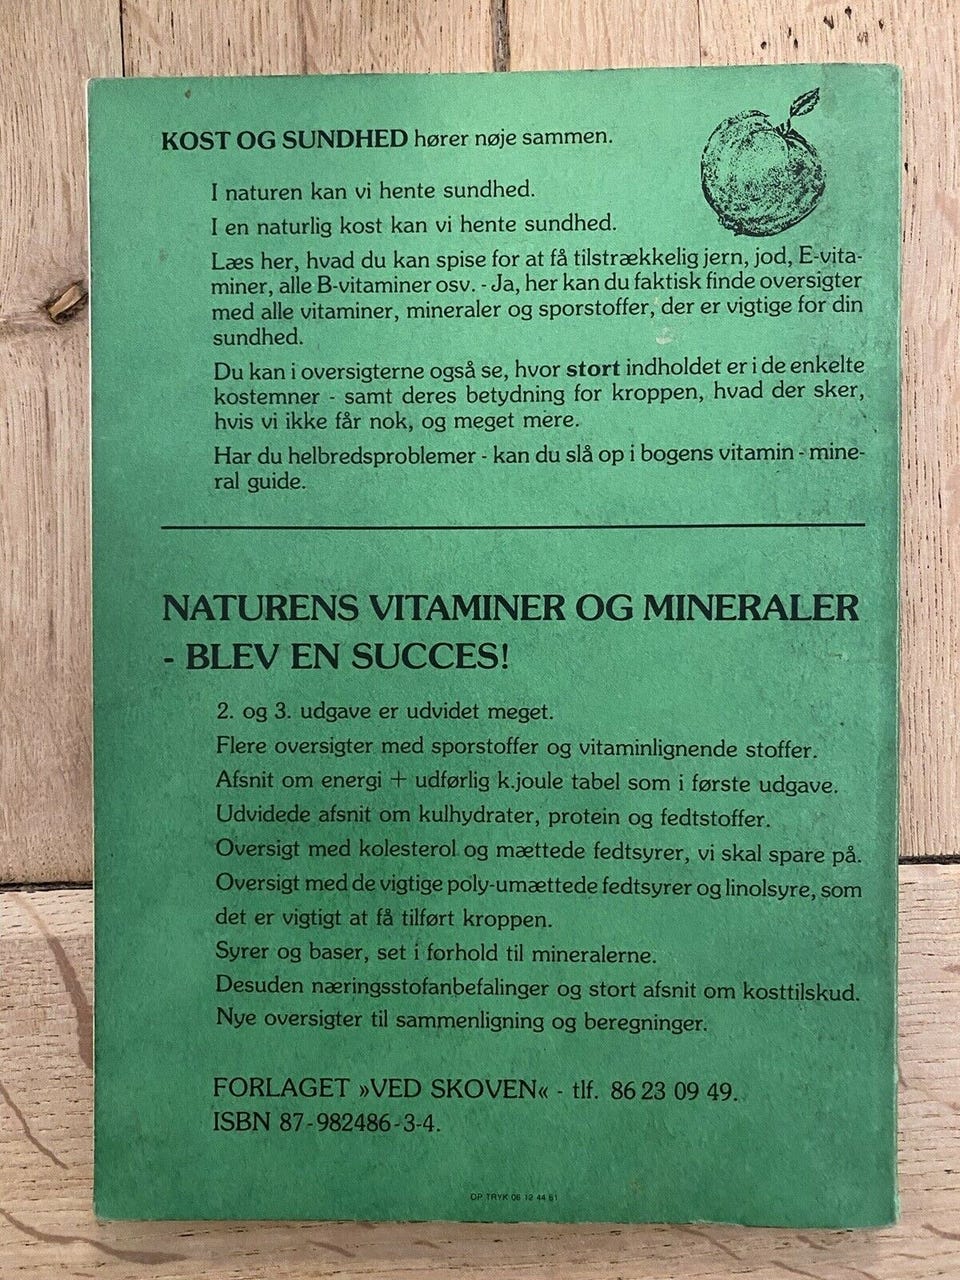 KOST OG SUNDHED hører nøje sammen.
I naturen kan vi hente sundhed.
I en naturlig kost kan vi hente sundhed.
Læs her, hvad du kan spise for at få tilstrækkelig jern, jod, E-vita-
miner, alle B-vitaminer osv. - Ja, her kan du faktisk finde oversigter
med alle vitaminer, mineraler og sporstoffer, der er vigtige for din
sundhed.
Du kan i oversigterne også se, hvor stort indholdet er i de enkelte
kostemner - samt deres betydning for kroppen, hvad der sker,
hvis vi ikke får nok, og meget mere.
Har du helbredsproblemer - kan du slå op i bogens vitamin - mine-
ral guide.
NATURENS VITAMINER OG MINERALER
- BLEV EN SUCCES!
2. og 3. udgave er udvidet meget.
Flere oversigter med sporstoffer og vitaminlignende stoffer.
Afsnit om energi + udførlig k.joule tabel som i første udgave.
Udvidede afsnit om kulhydrater, protein og fedtstoffer.
Oversigt med kolesterol og mættede fedtsyrer, vi skal spare på.
Oversigt med de vigtige poly-umættede fedtsyrer og linolsyre, som
det er vigtigt at få tilført kroppen.
Syrer og baser, set i forhold til mineralerne.
Desuden næringsstofanbefalinger og stort afsnit om kosttilskud.
Nye oversigter til sammenligning og beregninger.
FORLAGET »VED SKOVEN« - tlf. 86 23 09 49.
ISBN 87-982486-3-4.
DP TRYK 06 12 44 61